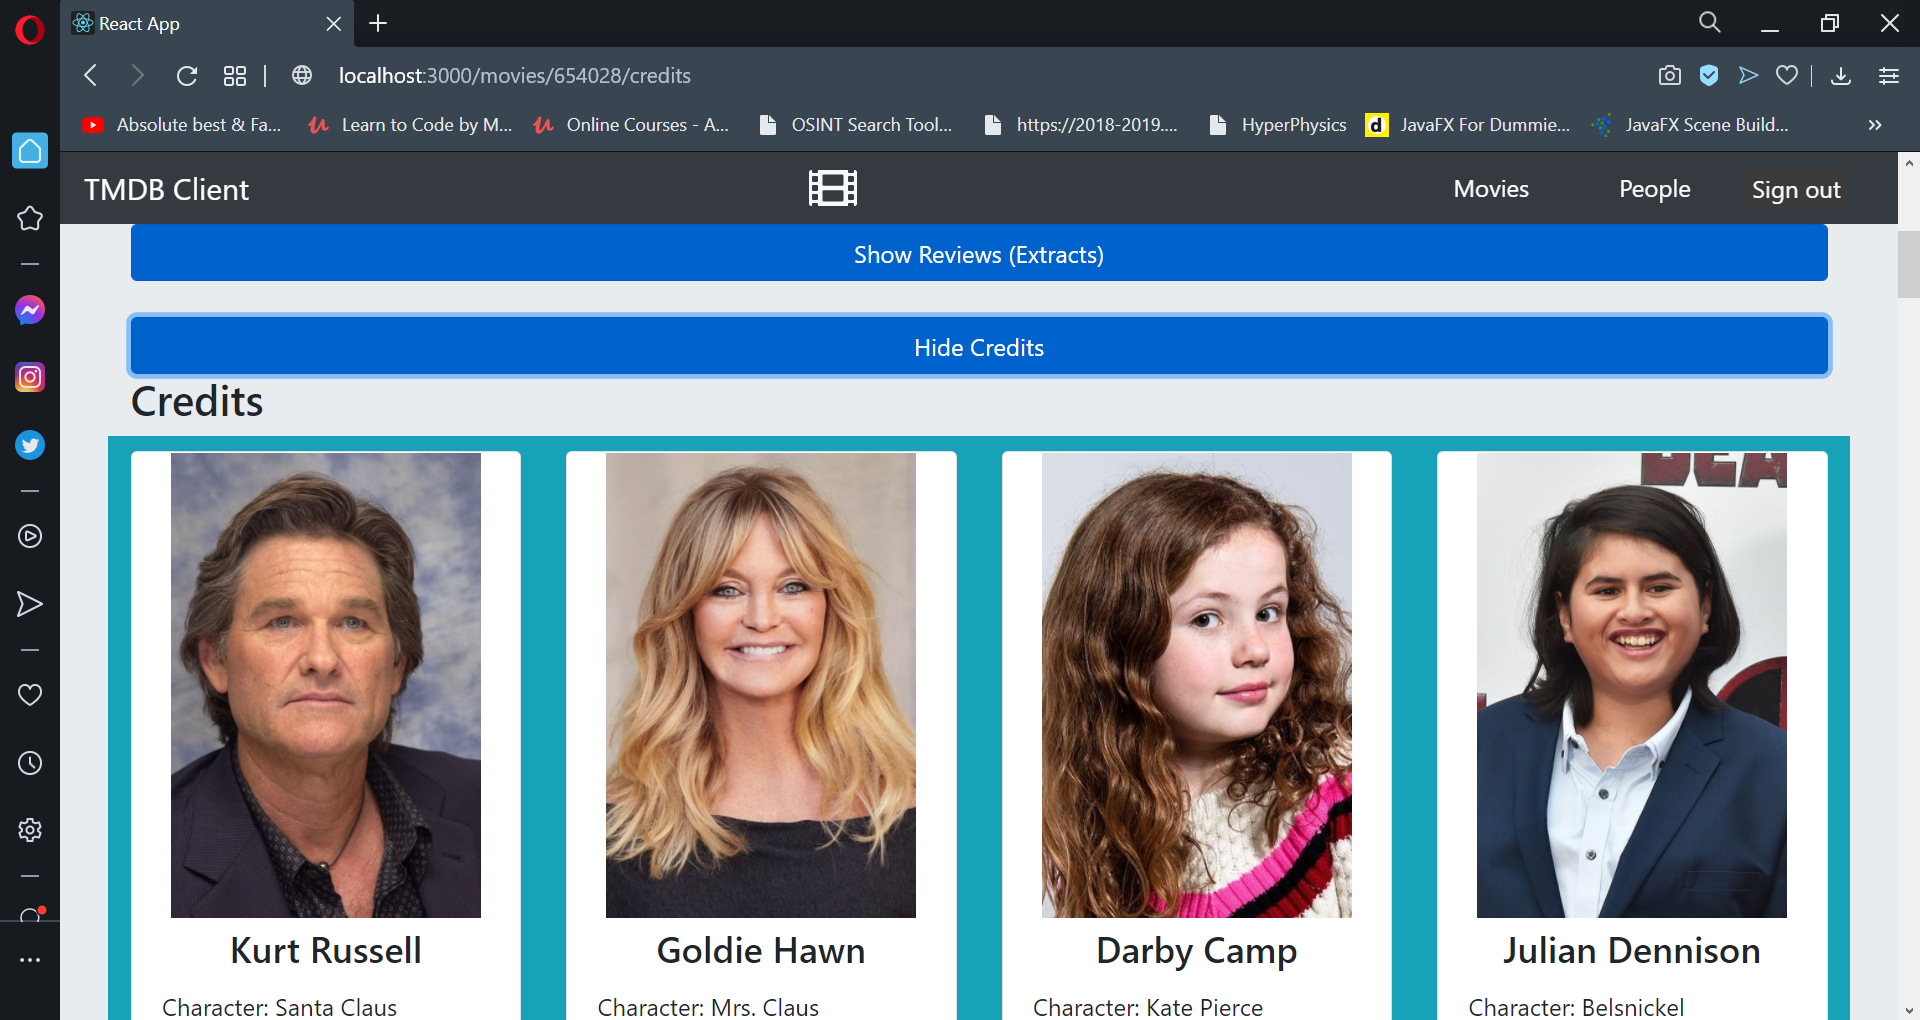 React App
localhost:3000/movies/654028/credits
Absolute best & Fa... Learn to Code by M... Online Courses - A... OSINT Search Tool... https://2018-2019.... HyperPhysics d JavaFX For Dummie... JavaFX Scene Build...
TMDB Client Movies People Sign out
Show Reviews (Extracts)
Hide Credits
Credits
DEA
Kurt Russell Goldie Hawn Darby Camp Julian Dennison
Character: Santa Claus Character: Mrs. Claus Character: Kate Pierce Character: Belsnickel